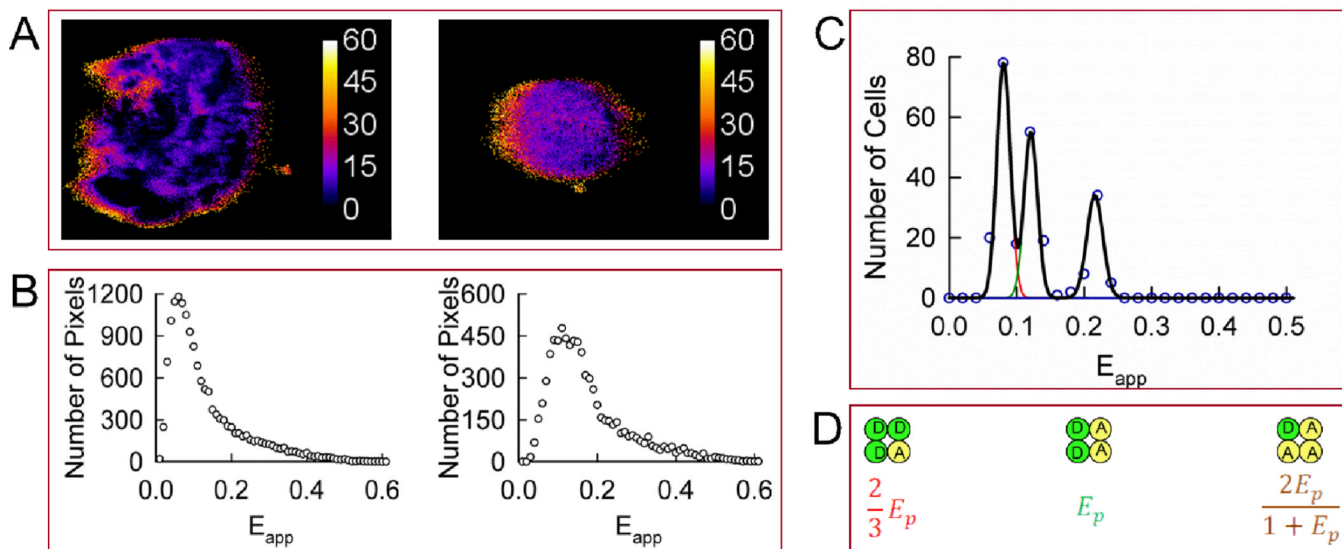 A
60
45
30
15
0
60
45
30
15
0
B
Number of Pixels
1200
900
600
300
0
0.0 0.2 0.4 0.6
E_app
Number of Pixels
600
450
300
150
0
0.0 0.2 0.4 0.6
E_app
C
Number of Cells
80
60
40
20
0
0.0 0.1 0.2 0.3 0.4 0.5
E_app
D
D D
D A
2/3 E_p
D A
D A
E_p
D A
A A
2E_p / 1 + E_p